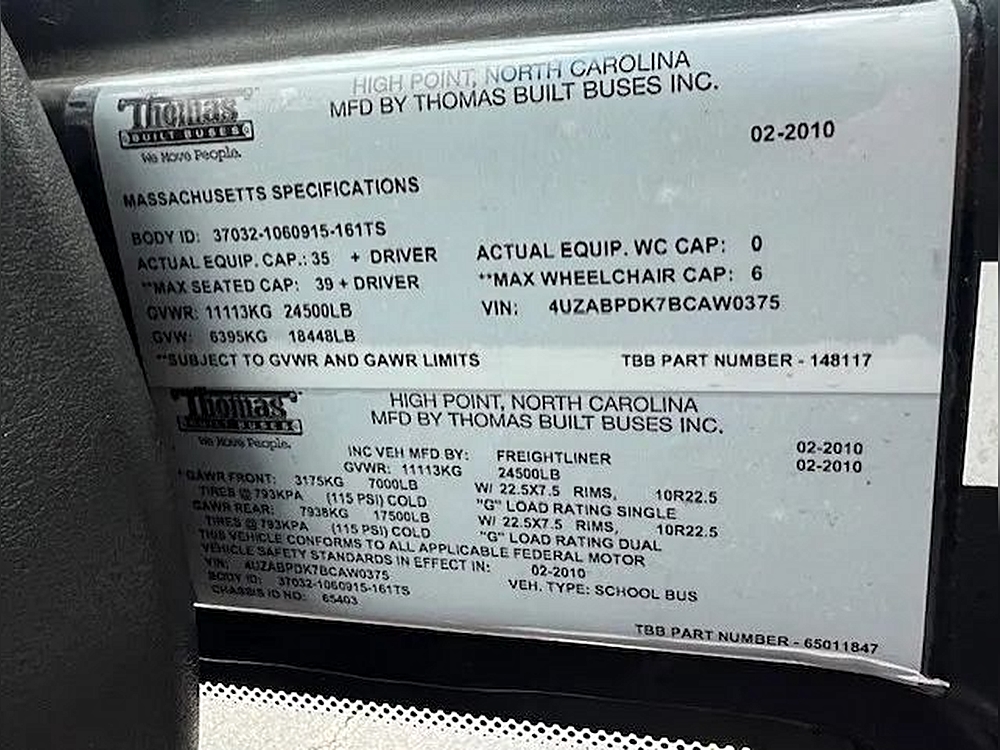 Thomas
BUILT BUSES
We Move People.
HIGH POINT, NORTH CAROLINA
MFD BY THOMAS BUILT BUSES INC.
02-2010
MASSACHUSETTS SPECIFICATIONS
BODY ID: 37032-1060915-161TS
ACTUAL EQUIP. CAP.: 35 + DRIVER ACTUAL EQUIP. WC CAP: 0
**MAX SEATED CAP: 39 + DRIVER **MAX WHEELCHAIR CAP: 6
GVWR: 11113KG 24500LB VIN: 4UZABPDK7BCAW0375
GVW: 6395KG 18448LB
**SUBJECT TO GVWR AND GAWR LIMITS TBB PART NUMBER - 148117
Thomas
BUILT BUSES
We Move People.
HIGH POINT, NORTH CAROLINA
MFD BY THOMAS BUILT BUSES INC.
INC VEH MFD BY: FREIGHTLINER 02-2010
GVWR: 11113KG 24500LB 02-2010
* GAWR FRONT: 3175KG 7000LB W/ 22.5X7.5 RIMS, 10R22.5
TIRES @ 793KPA (115 PSI) COLD "G" LOAD RATING SINGLE
GAWR REAR: 7938KG 17500LB W/ 22.5X7.5 RIMS, 10R22.5
TIRES @ 793KPA (115 PSI) COLD "G" LOAD RATING DUAL
THIS VEHICLE CONFORMS TO ALL APPLICABLE FEDERAL MOTOR
VEHICLE SAFETY STANDARDS IN EFFECT IN: 02-2010
VIN: 4UZABPDK7BCAW0375 VEH. TYPE: SCHOOL BUS
BODY ID: 37032-1060915-161TS
CHASSIS ID NO: 65403
TBB PART NUMBER - 65011847